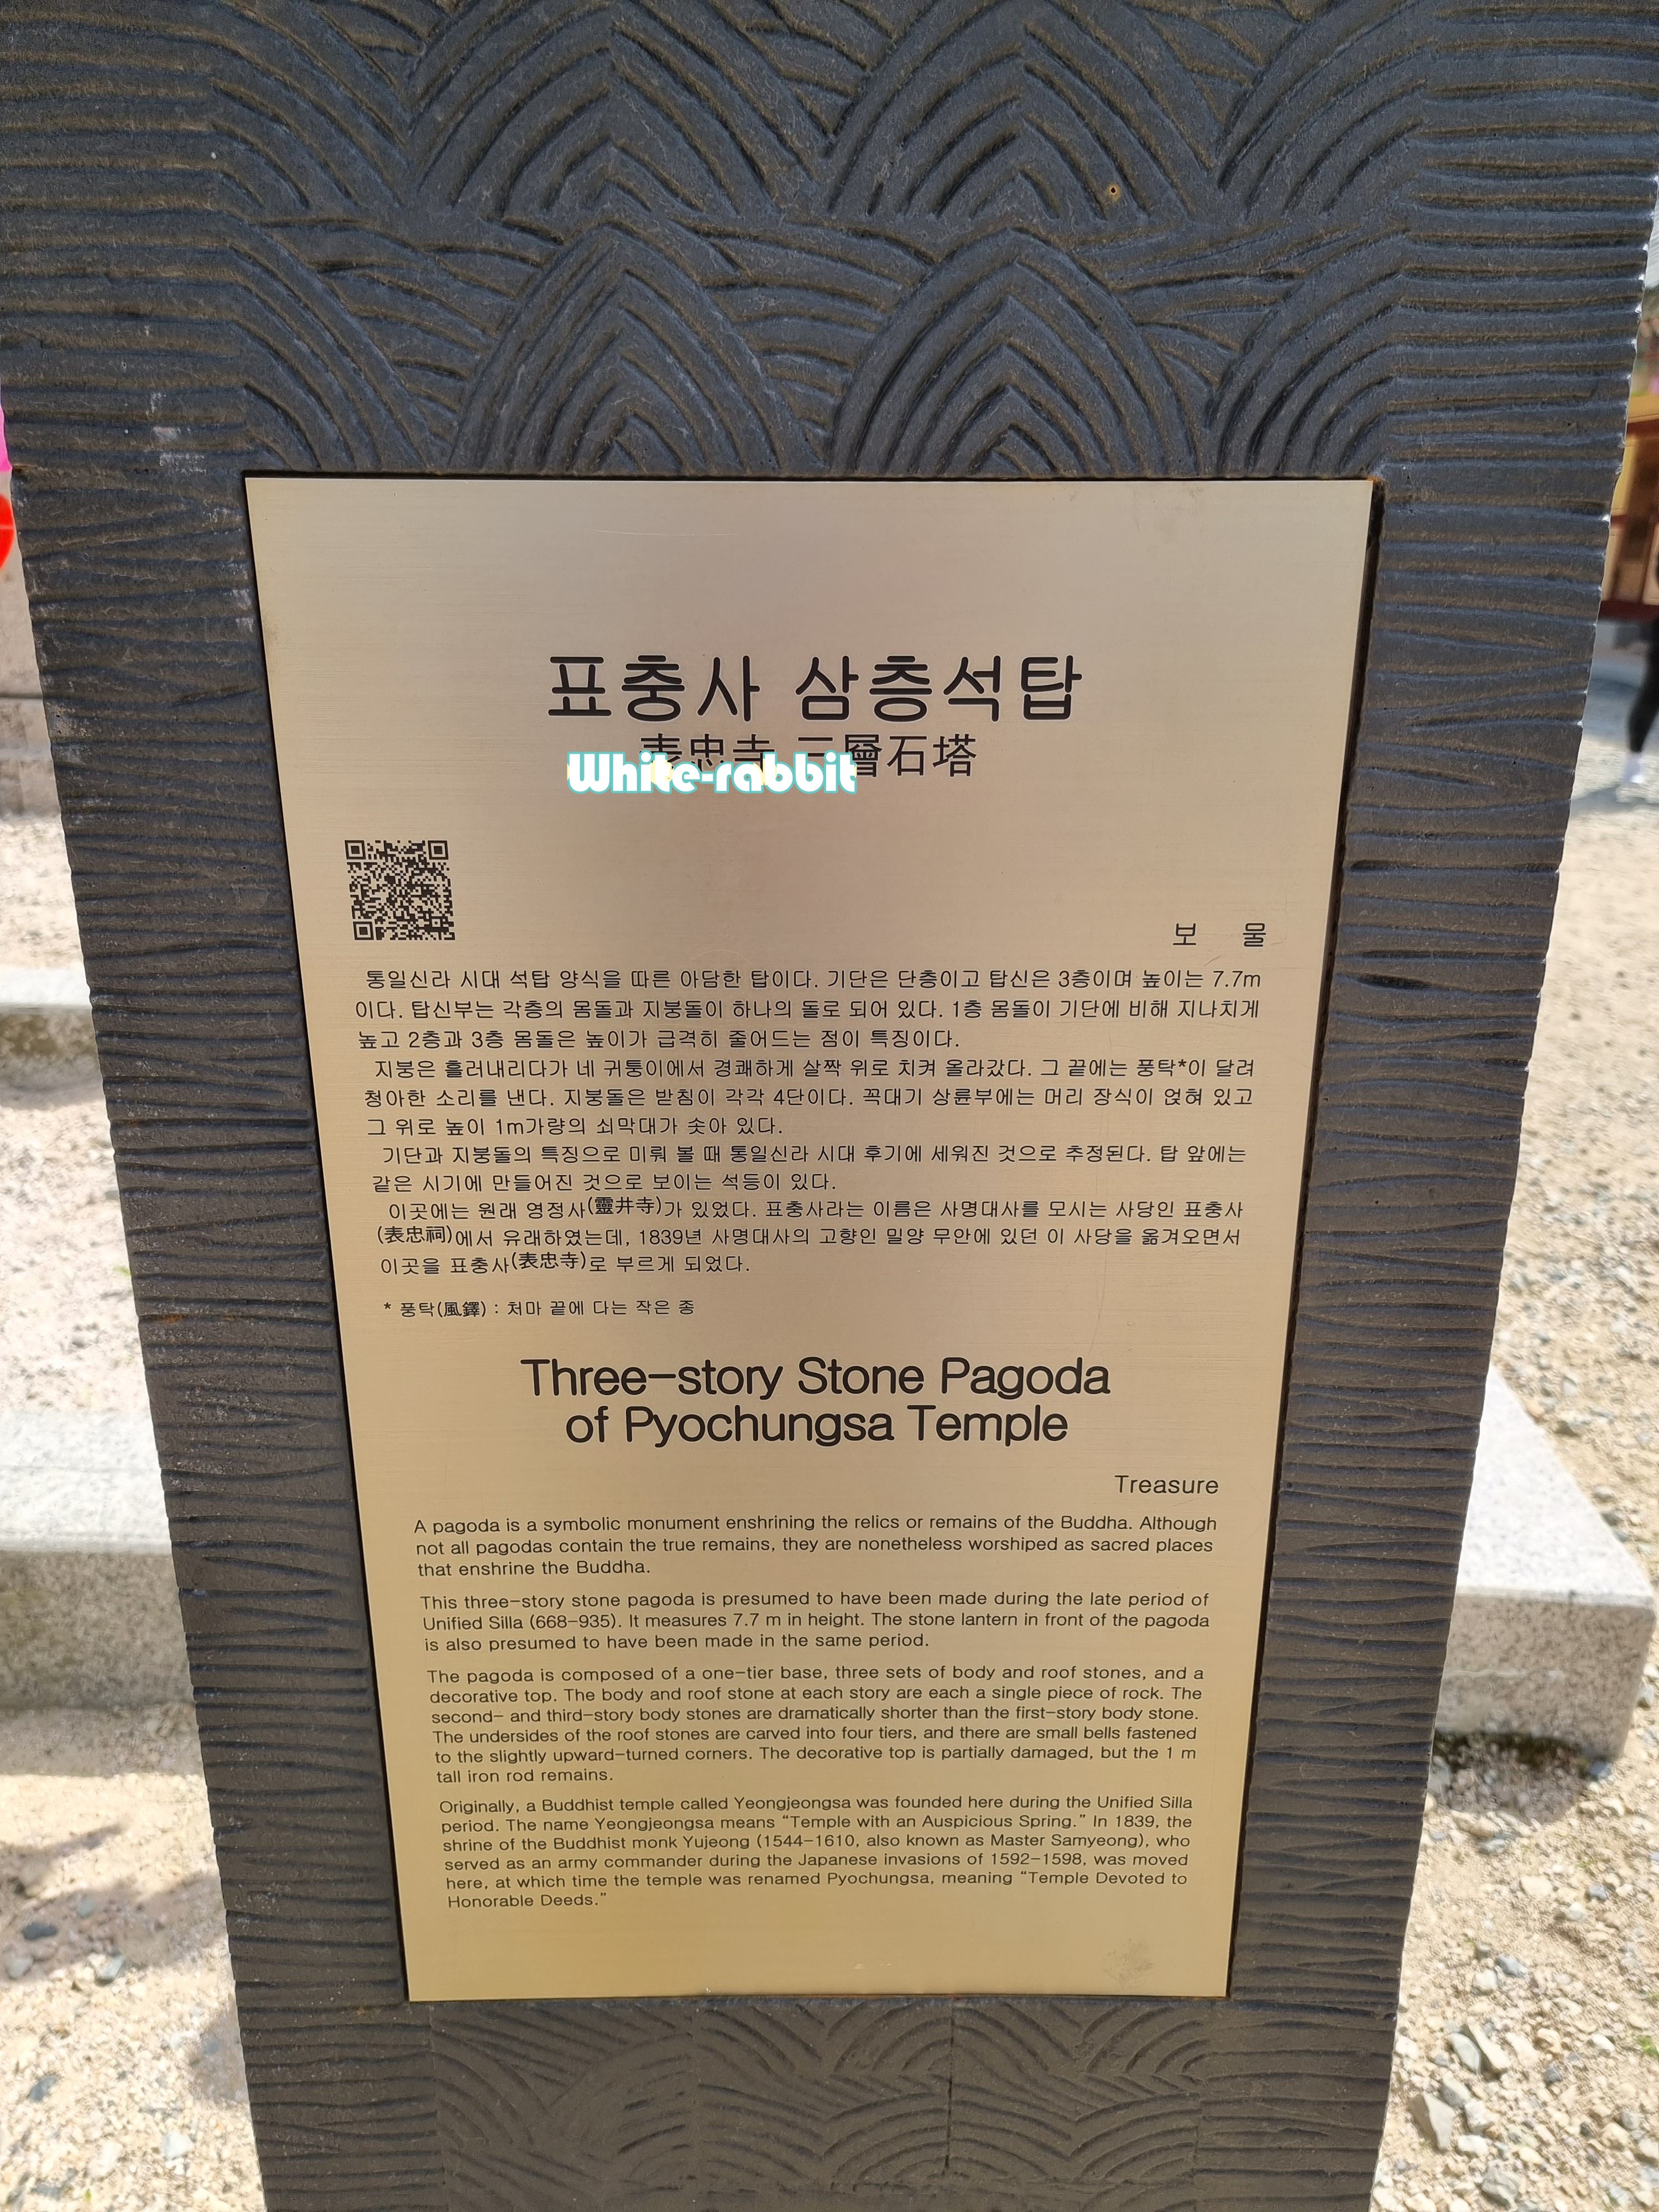 표충사 삼층석탑
表忠寺 三層石塔
White-rabbit
보 물
통일신라 시대 석탑 양식을 따른 아담한 탑이다. 기단은 단층이고 탑신은 3층이며 높이는 7.7m
이다. 탑신부는 각층의 몸돌과 지붕돌이 하나의 돌로 되어 있다. 1층 몸돌이 기단에 비해 지나치게
높고 2층과 3층 몸돌은 높이가 급격히 줄어드는 점이 특징이다.
지붕은 흘러내리다가 네 귀퉁이에서 경쾌하게 살짝 위로 치켜 올라갔다. 그 끝에는 풍탁*이 달려
청아한 소리를 낸다. 지붕돌은 받침이 각각 4단이다. 꼭대기 상륜부에는 머리 장식이 얹혀 있고
그 위로 높이 1m가량의 쇠막대가 솟아 있다.
기단과 지붕돌의 특징으로 미뤄 볼 때 통일신라 시대 후기에 세워진 것으로 추정된다. 탑 앞에는
같은 시기에 만들어진 것으로 보이는 석등이 있다.
이곳에는 원래 영정사(靈井寺)가 있었다. 표충사라는 이름은 사명대사를 모시는 사당인 표충사
(表忠祠)에서 유래하였는데, 1839년 사명대사의 고향인 밀양 무안에 있던 이 사당을 옮겨오면서
이곳을 표충사(表忠寺)로 부르게 되었다.
* 풍탁(風鐸) : 처마 끝에 다는 작은 종
Three-story Stone Pagoda
of Pyochungsa Temple
Treasure
A pagoda is a symbolic monument enshrining the relics or remains of the Buddha. Although
not all pagodas contain the true remains, they are nonetheless worshiped as sacred places
that enshrine the Buddha.
This three-story stone pagoda is presumed to have been made during the late period of
Unified Silla (668-935). It measures 7.7 m in height. The stone lantern in front of the pagoda
is also presumed to have been made in the same period.
The pagoda is composed of a one-tier base, three sets of body and roof stones, and a
decorative top. The body and roof stone at each story are each a single piece of rock. The
second- and third-story body stones are dramatically shorter than the first-story body stone.
The undersides of the roof stones are carved into four tiers, and there are small bells fastened
to the slightly upward-turned corners. The decorative top is partially damaged, but the 1 m
tall iron rod remains.
Originally, a Buddhist temple called Yeongjeongsa was founded here during the Unified Silla
period. The name Yeongjeongsa means “Temple with an Auspicious Spring.” In 1839, the
shrine of the Buddhist monk Yujeong (1544-1610, also known as Master Samyeong), who
served as an army commander during the Japanese invasions of 1592-1598, was moved
here, at which time the temple was renamed Pyochungsa, meaning “Temple Devoted to
Honorable Deeds.”